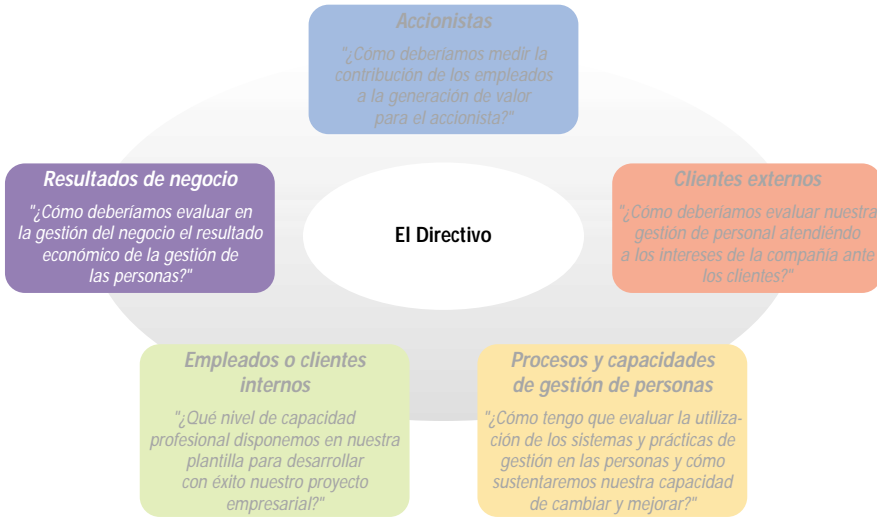 Accionistas
"¿Cómo deberíamos medir la
contribución de los empleados
a la generación de valor
para el accionista?"
Resultados de negocio
"¿Cómo deberíamos evaluar en
la gestión del negocio el resultado
económico de la gestión de
las personas?"
El Directivo
Clientes externos
"¿Cómo deberíamos evaluar nuestra
gestión de personal atendiéndo
a los intereses de la compañía ante
los clientes?"
Empleados o clientes
internos
"¿Qué nivel de capacidad
profesional disponemos en nuestra
plantilla para desarrollar
con éxito nuestro proyecto
empresarial?"
Procesos y capacidades
de gestión de personas
"¿Cómo tengo que evaluar la utiliza-
ción de los sistemas y prácticas de
gestión en las personas y cómo
sustentaremos nuestra capacidad
de cambiar y mejorar?"